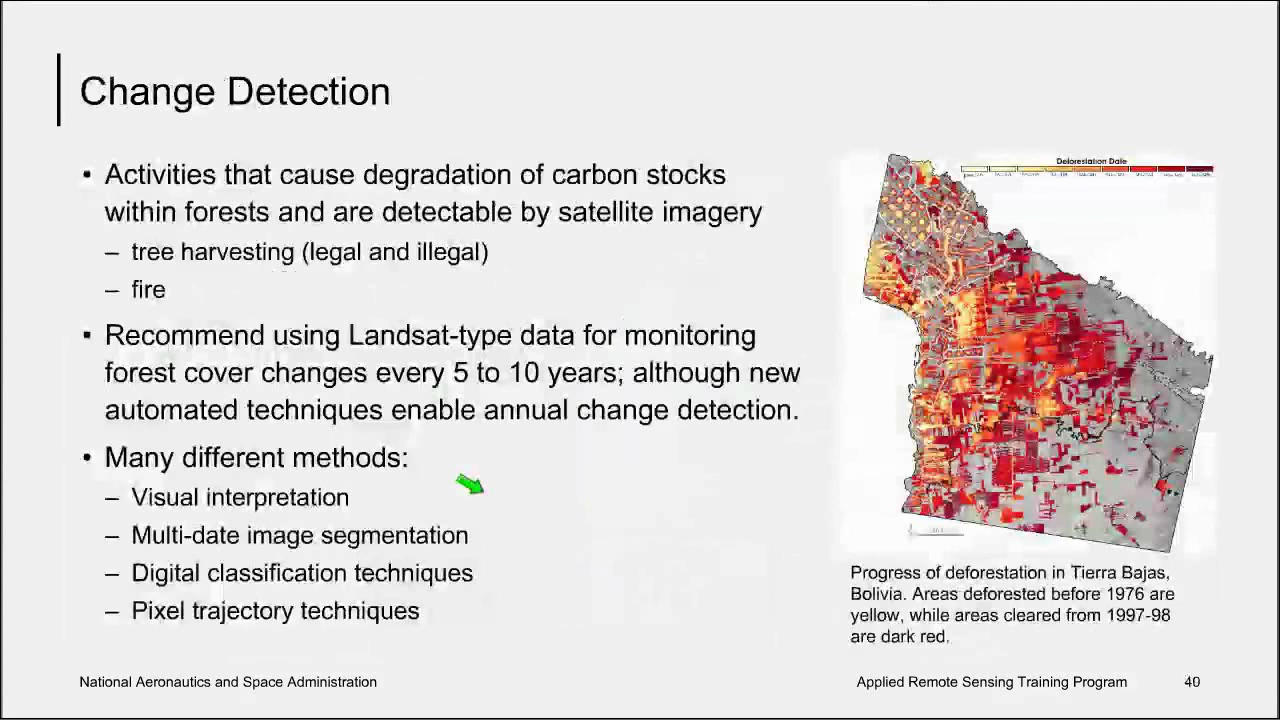 Change Detection
• Activities that cause degradation of carbon stocks
within forests and are detectable by satellite imagery
– tree harvesting (legal and illegal)
– fire
• Recommend using Landsat-type data for monitoring
forest cover changes every 5 to 10 years; although new
automated techniques enable annual change detection.
• Many different methods:
– Visual interpretation
– Multi-date image segmentation
– Digital classification techniques
– Pixel trajectory techniques
Deforestation Date
Progress of deforestation in Tierra Bajas,
Bolivia. Areas deforested before 1976 are
yellow, while areas cleared from 1997-98
are dark red.
National Aeronautics and Space Administration
Applied Remote Sensing Training Program
40